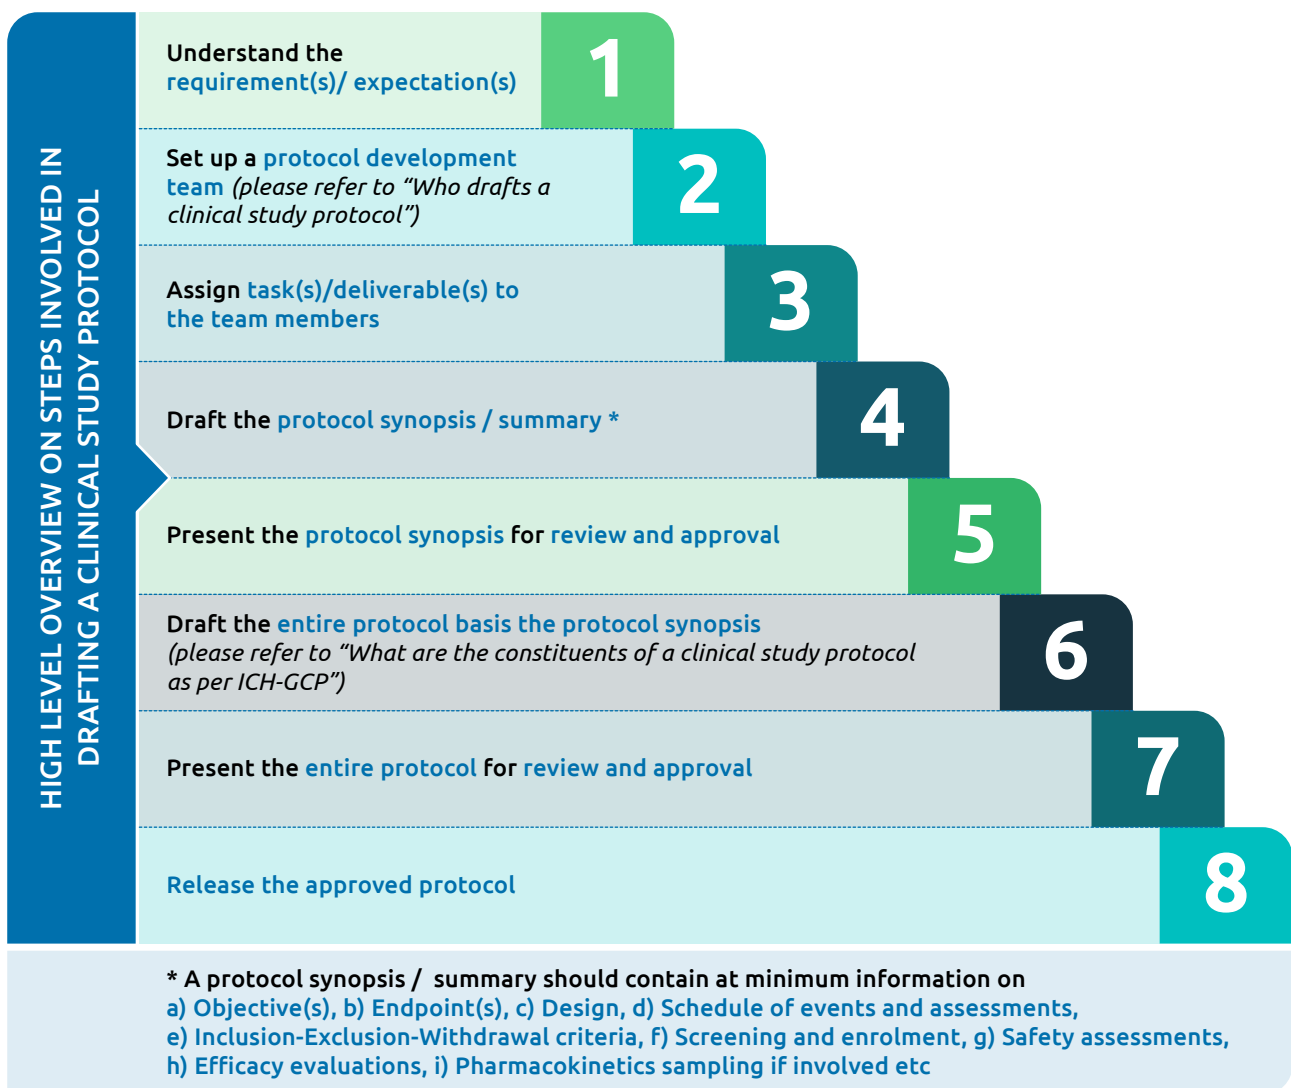 HIGH LEVEL OVERVIEW ON STEPS INVOLVED IN
DRAFTING A CLINICAL STUDY PROTOCOL
Understand the
requirement(s)/ expectation(s)
1
Set up a protocol development
team (please refer to “Who drafts a
clinical study protocol”)
2
Assign task(s)/deliverable(s) to
the team members
3
Draft the protocol synopsis / summary *
4
Present the protocol synopsis for review and approval
5
Draft the entire protocol basis the protocol synopsis
(please refer to “What are the constituents of a clinical study protocol
as per ICH-GCP”)
6
Present the entire protocol for review and approval
7
Release the approved protocol
8
* A protocol synopsis / summary should contain at minimum information on
a) Objective(s), b) Endpoint(s), c) Design, d) Schedule of events and assessments,
e) Inclusion-Exclusion-Withdrawal criteria, f) Screening and enrolment, g) Safety assessments,
h) Efficacy evaluations, i) Pharmacokinetics sampling if involved etc